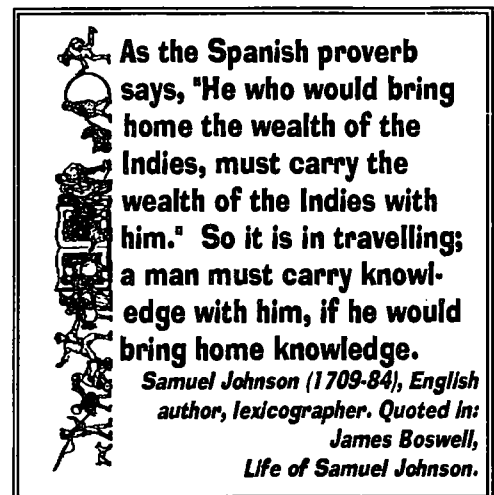 As the Spanish proverb
says, "He who would bring
home the wealth of the
Indies, must carry the
wealth of the Indies with
him." So it is in travelling;
a man must carry knowl-
edge with him, if he would
bring home knowledge.
Samuel Johnson (1709-84), English
author, lexicographer. Quoted in:
James Boswell,
Life of Samuel Johnson.